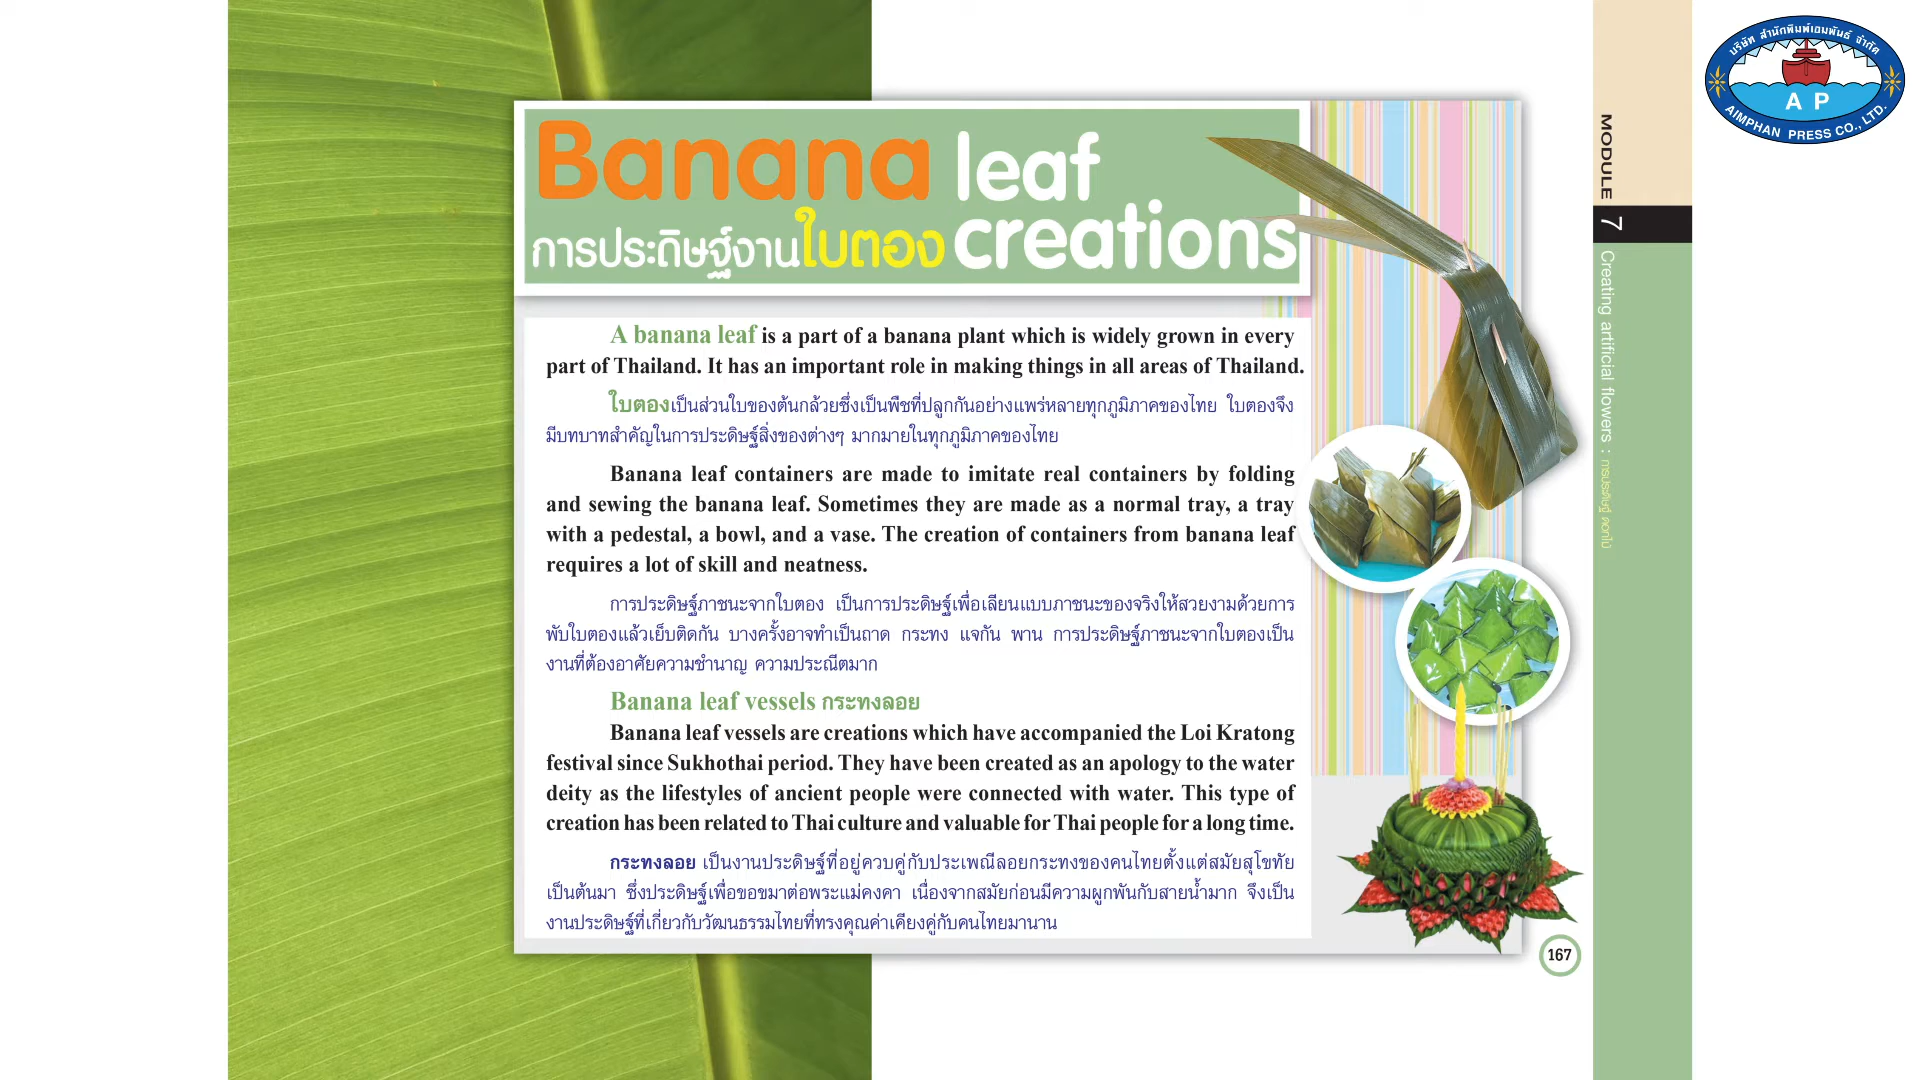 Banana leaf
การประดิษฐ์งานใบตอง creations
A banana leaf is a part of a banana plant which is widely grown in every
part of Thailand. It has an important role in making things in all areas of Thailand.
ใบตองเป็นส่วนใบของต้นกล้วยซึ่งเป็นพืชที่ปลูกกันอย่างแพร่หลายทุกภูมิภาคของไทย ใบตองจึง
มีบทบาทสำคัญในการประดิษฐ์สิ่งของต่างๆ มากมายในทุกภูมิภาคของไทย
Banana leaf containers are made to imitate real containers by folding
and sewing the banana leaf. Sometimes they are made as a normal tray, a tray
with a pedestal, a bowl, and a vase. The creation of containers from banana leaf
requires a lot of skill and neatness.
การประดิษฐ์ภาชนะจากใบตอง เป็นการประดิษฐ์เพื่อเลียนแบบภาชนะของจริงให้สวยงามด้วยการ
พับใบตองแล้วเย็บติดกัน บางครั้งอาจทำเป็นถาด กระทง แจกัน พาน การประดิษฐ์ภาชนะจากใบตองเป็น
งานที่ต้องอาศัยความชำนาญ ความประณีตมาก
Banana leaf vessels กระทงลอย
Banana leaf vessels are creations which have accompanied the Loi Kratong
festival since Sukhothai period. They have been created as an apology to the water
deity as the lifestyles of ancient people were connected with water. This type of
creation has been related to Thai culture and valuable for Thai people for a long time.
กระทงลอย เป็นงานประดิษฐ์ที่อยู่ควบคู่กับประเพณีลอยกระทงของคนไทยตั้งแต่สมัยสุโขทัย
เป็นต้นมา ซึ่งประดิษฐ์เพื่อขอขมาต่อพระแม่คงคา เนื่องจากสมัยก่อนมีความผูกพันกับสายน้ำมาก จึงเป็น
งานประดิษฐ์ที่เกี่ยวกับวัฒนธรรมไทยที่ทรงคุณค่าเคียงคู่กับคนไทยมานาน
167
MODULE 7 Creating artificial flowers : การประดิษฐ์ ดอกไม้
บริษัท สำนักพิมพ์เอมพันธ์ จำกัด
A P
AIMPHAN PRESS CO., LTD.